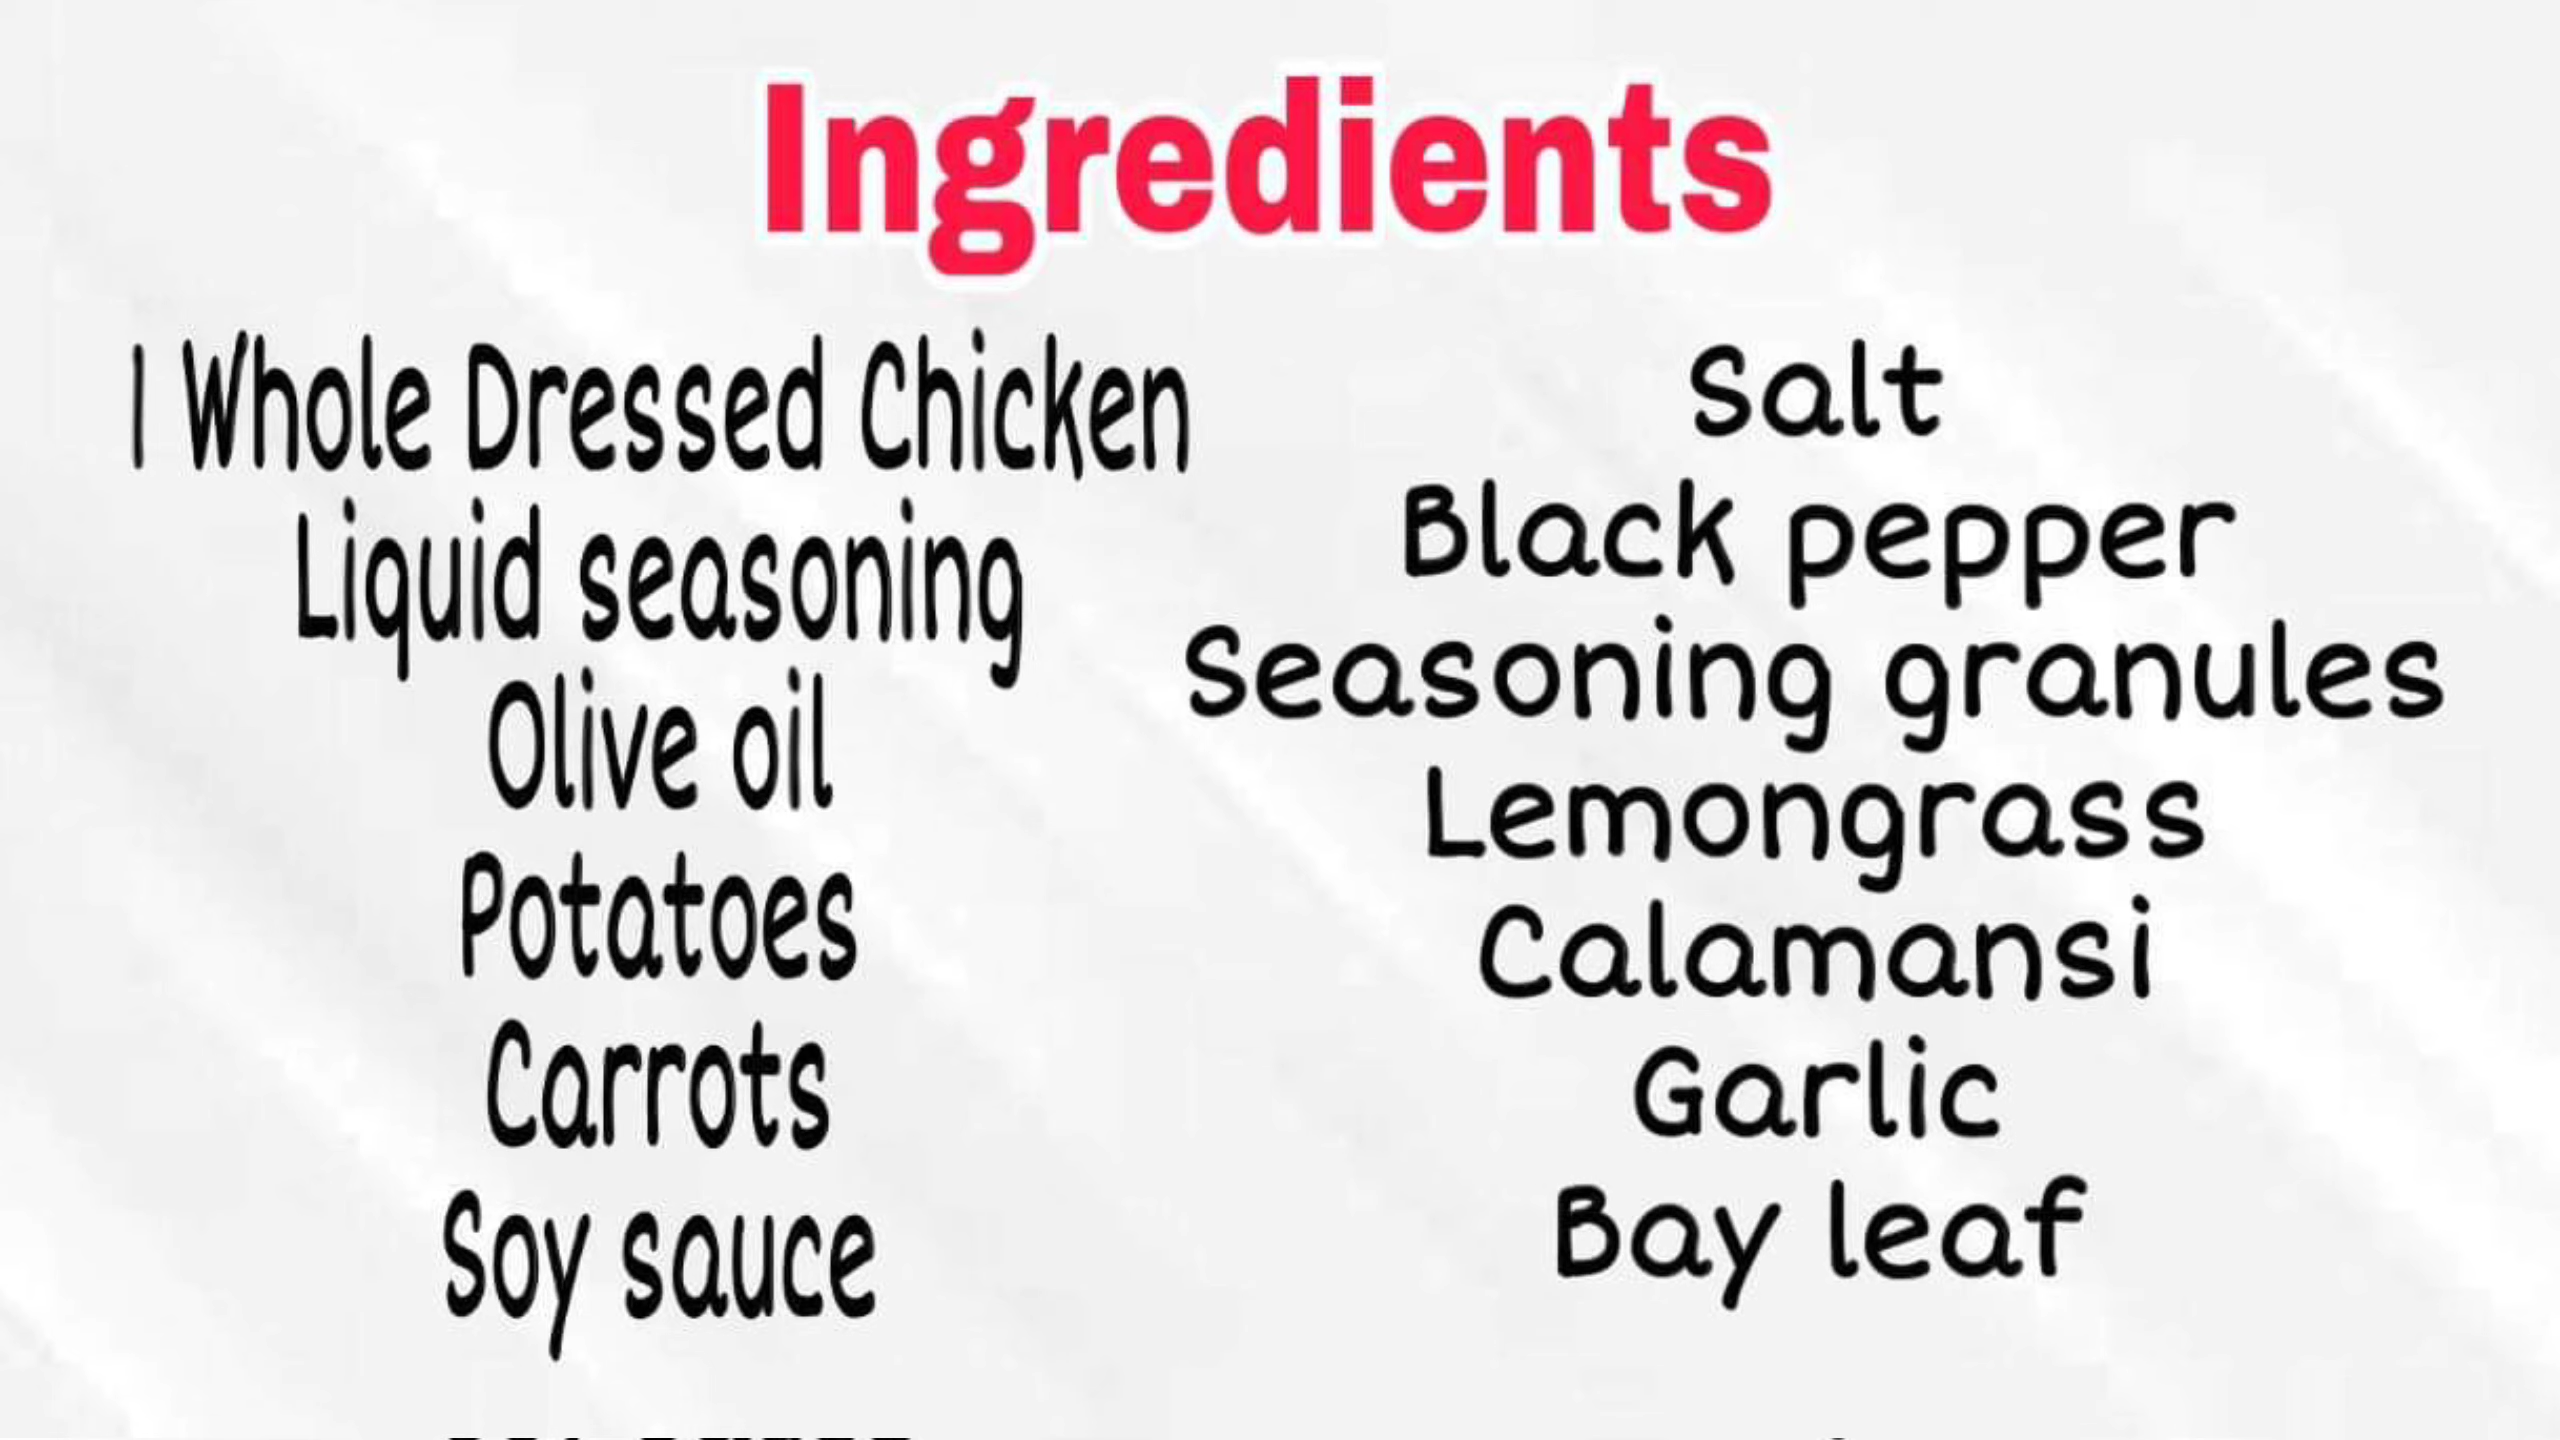 Ingredients
1 Whole Dressed Chicken
Liquid seasoning
Olive oil
Potatoes
Carrots
Soy sauce
Salt
Black pepper
Seasoning granules
Lemongrass
Calamansi
Garlic
Bay leaf